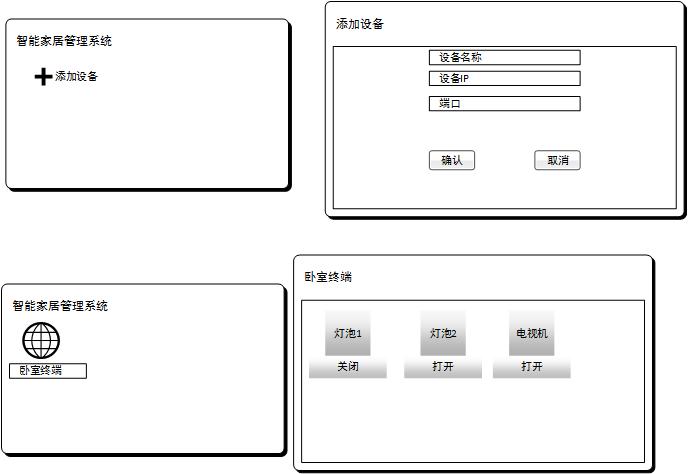 智能家居管理系统
添加设备
添加设备
设备名称
设备IP
端口
确认 取消
智能家居管理系统
卧室终端
卧室终端
灯泡1 灯泡2 电视机
关闭 打开 打开